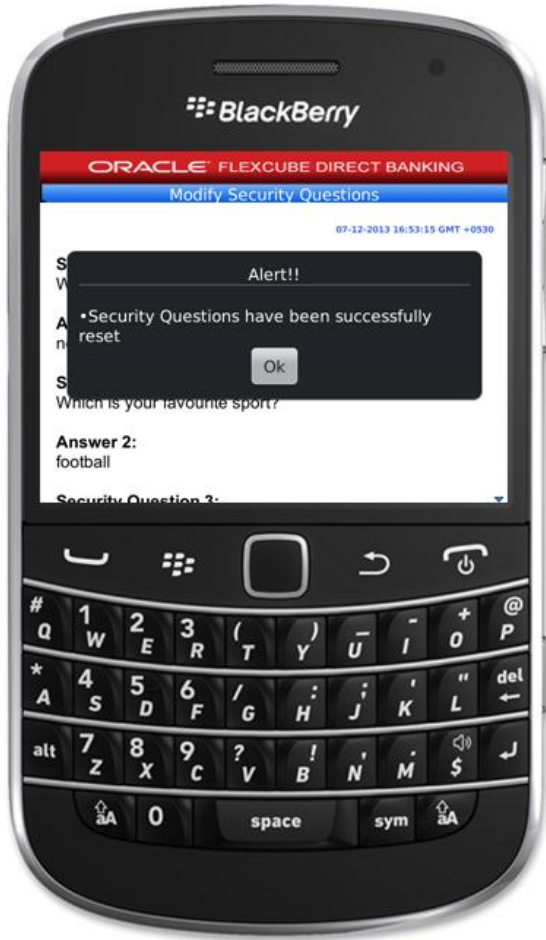 BlackBerry
ORACLE FLEXCUBE DIRECT BANKING
Modify Security Questions
07-12-2013 16:53:15 GMT +0530
Alert!!
•Security Questions have been successfully
reset
Ok
Which is your favourite sport?
Answer 2:
football
Security Question 3:
# 1 2 3 ( ) _ - + @
Q W E R T Y U I O P
* 4 5 6 / : ; ' " del
A S D F G H J K L
alt 7 8 9 ? ! , . $
Z X C V B N M
aA 0 space sym aA